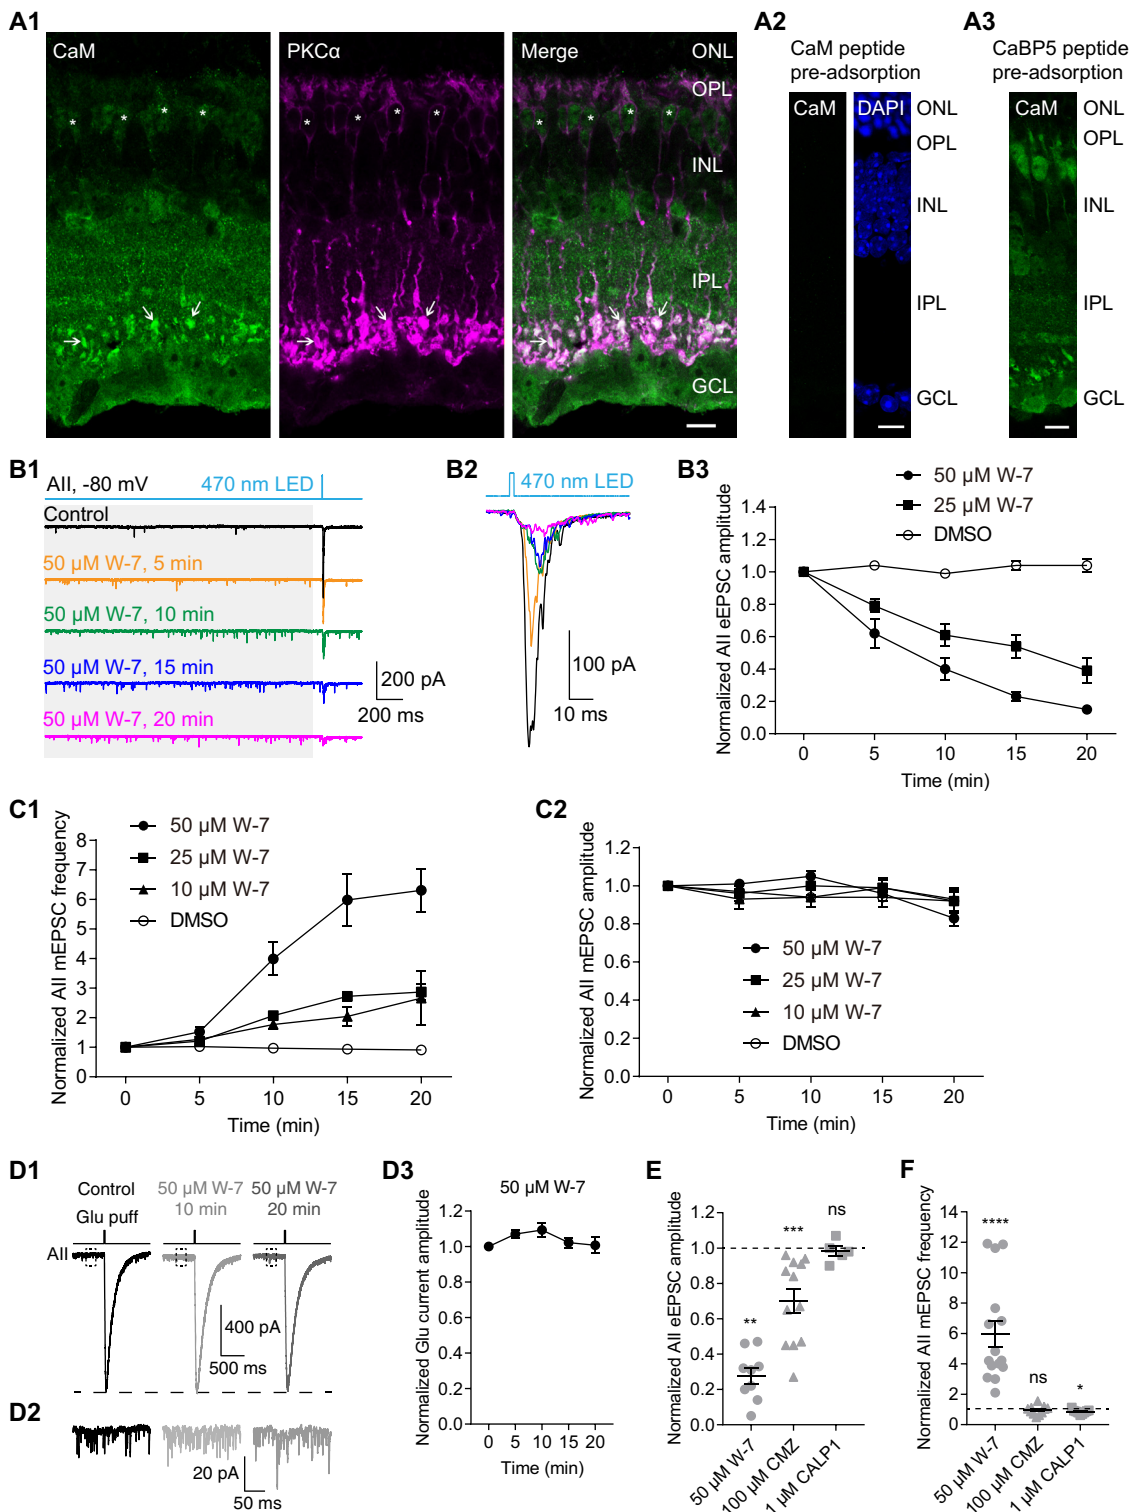 A1
CaM
PKCα
Merge
ONL
OPL
INL
IPL
GCL
A2
CaM peptide
pre-adsorption
CaM
DAPI
ONL
OPL
INL
IPL
GCL
A3
CaBP5 peptide
pre-adsorption
CaM
ONL
OPL
INL
IPL
GCL
B1
AII, -80 mV
470 nm LED
Control
50 µM W-7, 5 min
50 µM W-7, 10 min
50 µM W-7, 15 min
50 µM W-7, 20 min
200 pA
200 ms
B2
470 nm LED
100 pA
10 ms
B3
50 µM W-7
25 µM W-7
DMSO
Normalized AII eEPSC amplitude
1.4
1.2
1.0
0.8
0.6
0.4
0.2
0.0
0 5 10 15 20
Time (min)
C1
50 µM W-7
25 µM W-7
10 µM W-7
DMSO
Normalized AII mEPSC frequency
8
7
6
5
4
3
2
1
0
0 5 10 15 20
Time (min)
C2
Normalized AII mEPSC amplitude
1.2
1.0
0.8
0.6
0.4
0.2
0.0
50 µM W-7
25 µM W-7
10 µM W-7
DMSO
0 5 10 15 20
Time (min)
D1
Control
Glu puff
50 µM W-7
10 min
50 µM W-7
20 min
AII
400 pA
500 ms
D2
20 pA
50 ms
D3
50 µM W-7
Normalized Glu current amplitude
1.4
1.2
1.0
0.8
0.6
0.4
0.2
0.0
0 5 10 15 20
Time (min)
E
Normalized AII eEPSC amplitude
1.2
1.0
0.8
0.6
0.4
0.2
0.0
**
***
ns
50 µM W-7
100 µM CMZ
1 µM CALP1
F
Normalized AII mEPSC frequency
14
12
10
8
6
4
2
0
****
ns
*
50 µM W-7
100 µM CMZ
1 µM CALP1